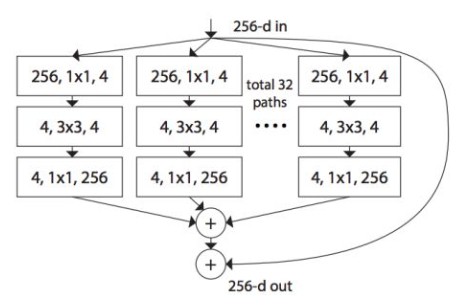 256-d in
256, 1x1, 4
256, 1x1, 4
total 32
paths
256, 1x1, 4
4, 3x3, 4
4, 3x3, 4
....
4, 3x3, 4
4, 1x1, 256
4, 1x1, 256
4, 1x1, 256
+
+
256-d out